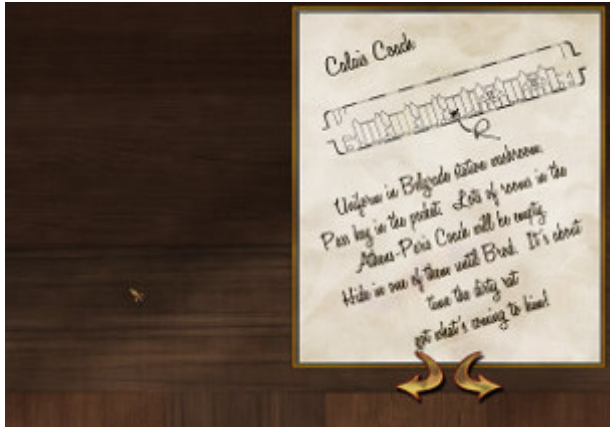 Calais Coach
R
Uniform in Belgrade station washroom.
Pass key in the pocket. Lots of rooms in the
Athens-Paris Coach will be empty.
Hide in one of them until Brod. It's about
time the dirty rat
got what's coming to him!